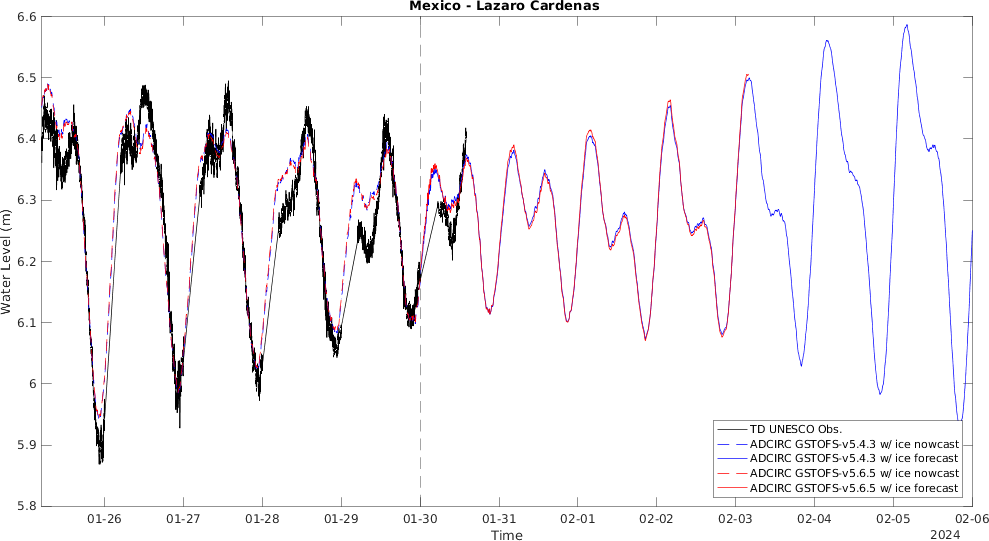 Mexico - Lazaro Cardenas
6.6
6.5
6.4
6.3
6.2
6.1
6
5.9
5.8
Water Level (m)
01-26
01-27
01-28
01-29
01-30
01-31
02-01
02-02
02-03
02-04
02-05
02-06
2024
Time
TD UNESCO Obs.
ADCIRC GSTOFS-v5.4.3 w/ ice nowcast
ADCIRC GSTOFS-v5.4.3 w/ ice forecast
ADCIRC GSTOFS-v5.6.5 w/ ice nowcast
ADCIRC GSTOFS-v5.6.5 w/ ice forecast